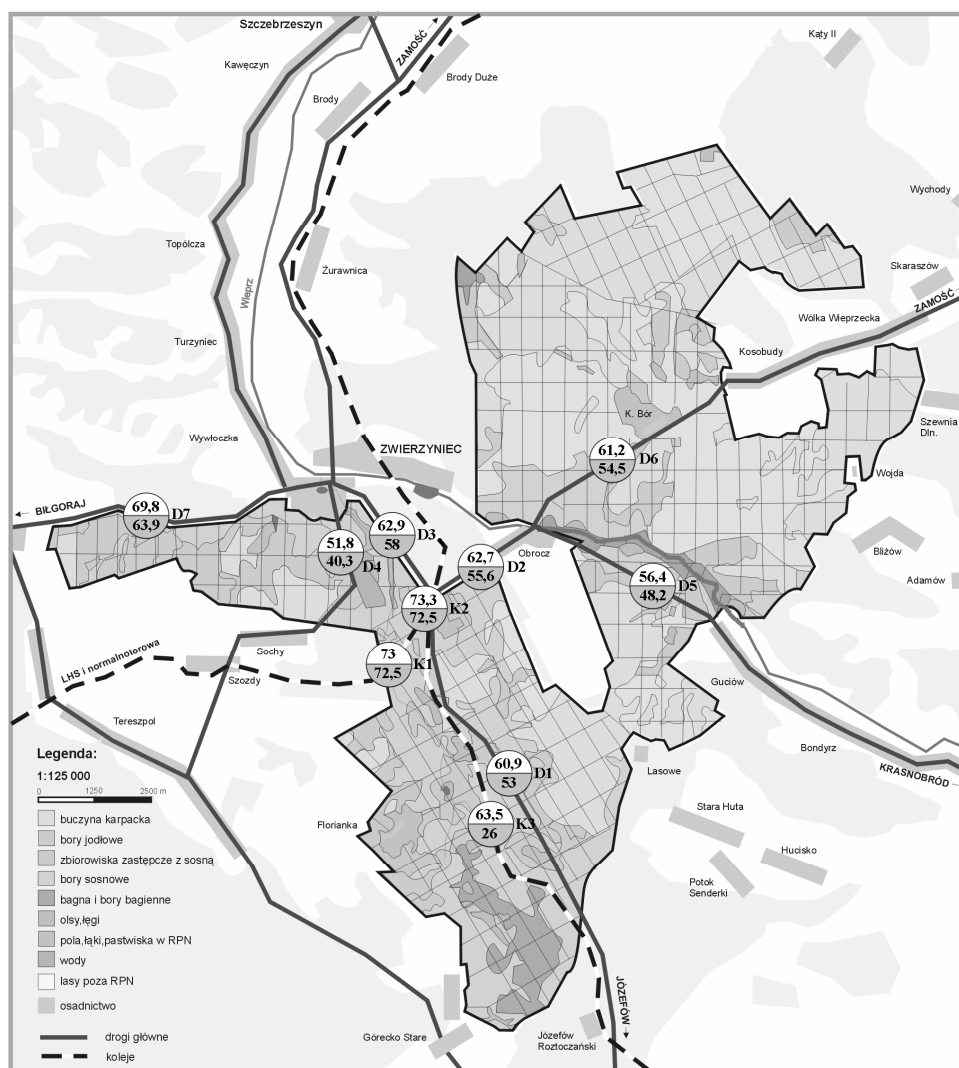 Szczebrzeszyn
Kawęczyn
ZAMOŚĆ
Brody Duże
Kąty II
Brody
Wychody
Topólcza
Żurawnica
Skaraszów
Wieprz
ZAMOŚĆ
Wólka Wieprzecka
Turzyniec
Kosobudy
K. Bór
Szewnia
Dln.
Wywłoczka
ZWIERZYNIEC
61,2
54,5
D6
Wojda
BIŁGORAJ
69,8
63,9
D7
62,9
58
D3
51,8
40,3
D4
Obrocz
62,7
55,6
D2
Bliżów
56,4
48,2
D5
Adamów
73,3
72,5
K2
LHS i normalnotorowa
Sochy
73
72,5
K1
Szozdy
Guciów
Tereszpol
Bondyrz
KRASNOBRÓD
Legenda:
1:125 000
0 1250 2500 m
buczyna karpacka
bory jodłowe
zbiorowiska zastępcze z sosną
bory sosnowe
bagna i bory bagienne
olsy,łęgi
pola,łąki,pastwiska w RPN
wody
lasy poza RPN
osadnictwo
drogi główne
koleje
60,9
53
D1
Lasowe
Florianka
63,5
26
K3
Stara Huta
Hucisko
Potok
Senderki
JÓZEFÓW
Górecko Stare
Józefów
Roztoczański